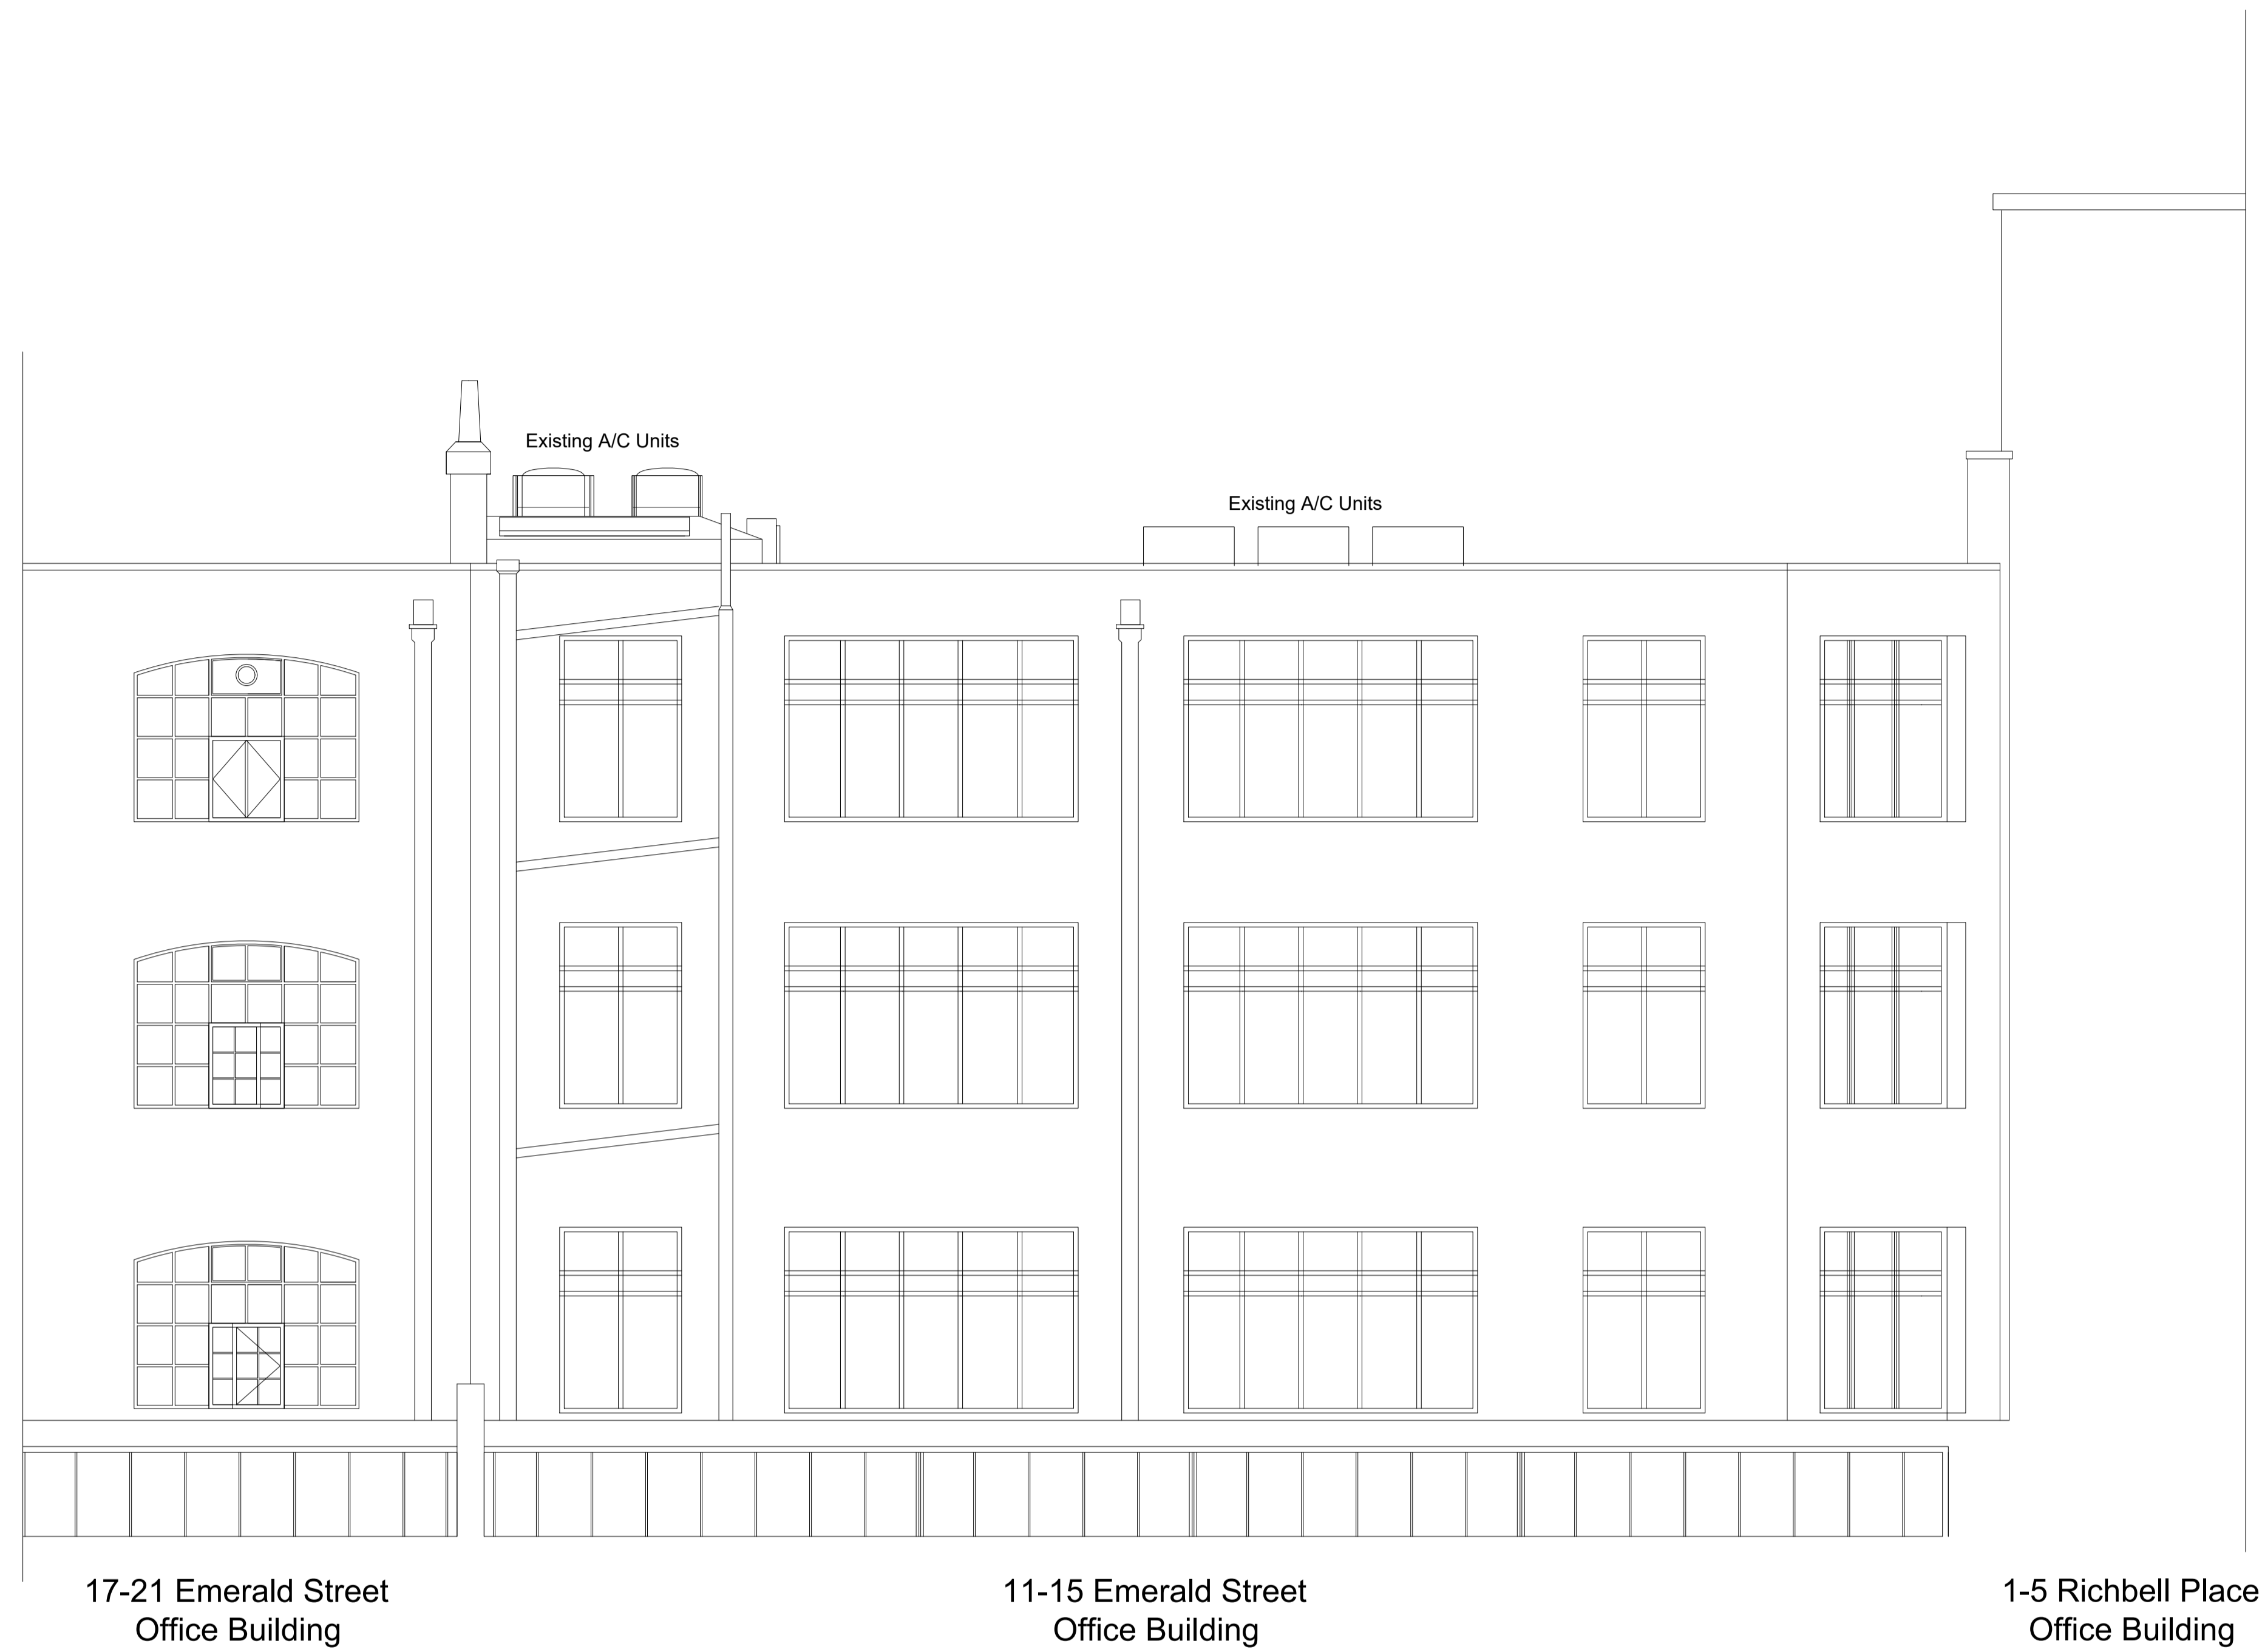 Existing A/C Units
Existing A/C Units
17-21 Emerald Street
Office Building
11-15 Emerald Street
Office Building
1-5 Richbell Place
Office Building